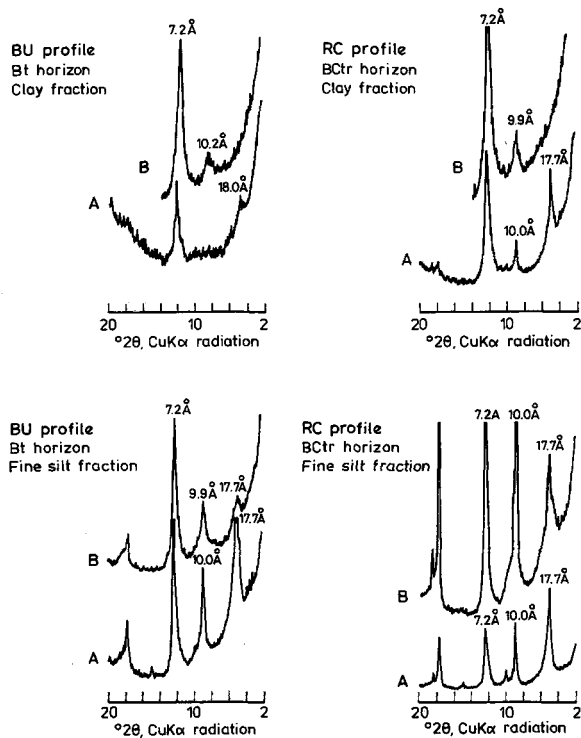 BU profile
Bt horizon
Clay fraction
7.2Å
10.2Å
B
18.0Å
A
20 10 2
°2θ, CuKα radiation
RC profile
BCtr horizon
Clay fraction
7.2Å
9.9Å
B
17.7Å
10.0Å
A
20 10 2
°2θ, CuKα radiation
BU profile
Bt horizon
Fine silt fraction
7.2Å
9.9Å 17.7Å
17.7Å
B
10.0Å
A
20 10 2
°2θ, CuKα radiation
RC profile
BCtr horizon
Fine silt fraction
7.2A 10.0Å
17.7Å
B
17.7Å
7.2Å 10.0Å
A
20 10 2
°2θ, CuKα radiation